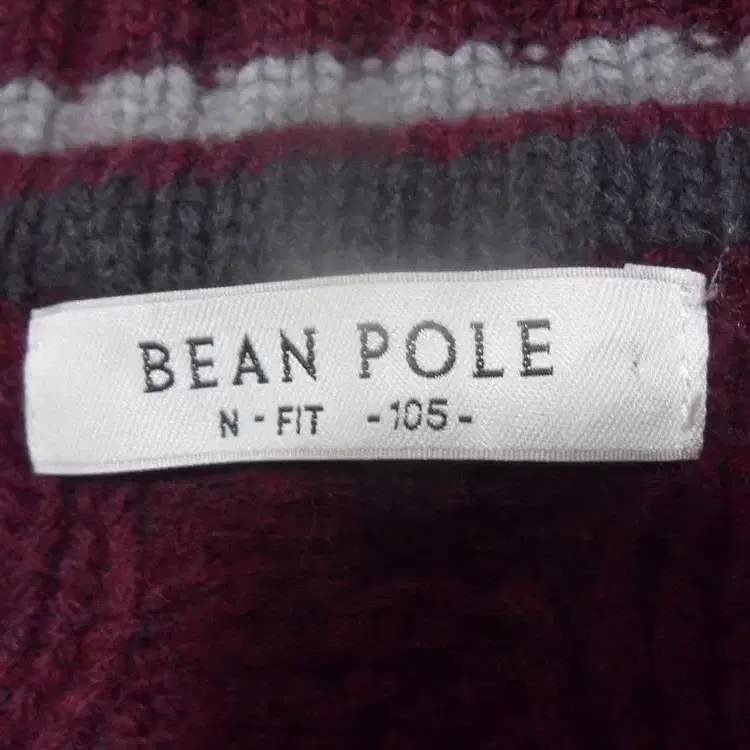 BEAN POLE
N - FIT -105-